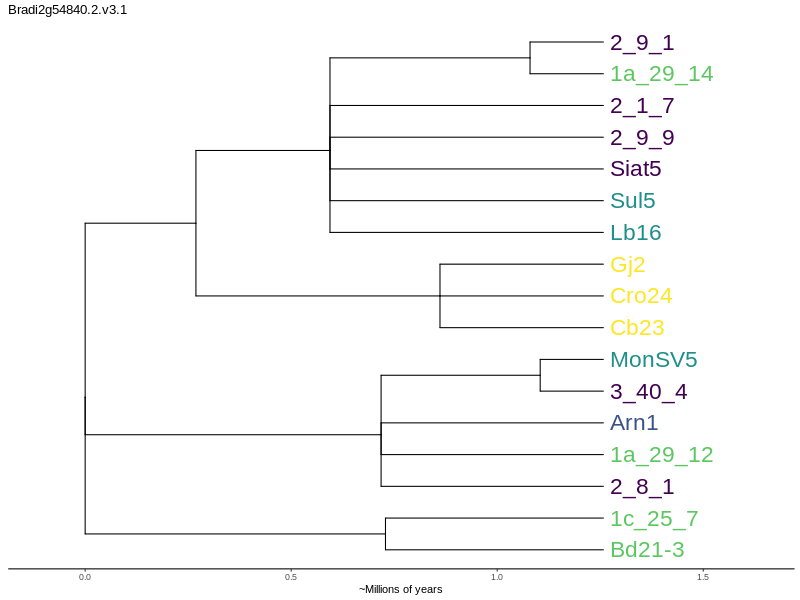 Bradi2g54840.2.v3.1
2_9_1
1a_29_14
2_1_7
2_9_9
Siat5
Sul5
Lb16
Gj2
Cro24
Cb23
MonSV5
3_40_4
Arn1
1a_29_12
2_8_1
1c_25_7
Bd21-3
0.0 0.5 1.0 1.5
~Millions of years